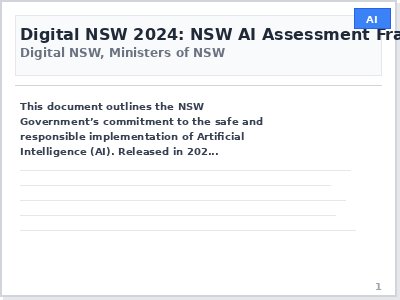 AI
Digital NSW 2024: NSW AI Assessment Fra
Digital NSW, Ministers of NSW
This document outlines the NSW
Government's commitment to the safe and
responsible implementation of Artificial
Intelligence (AI). Released in 202...
1